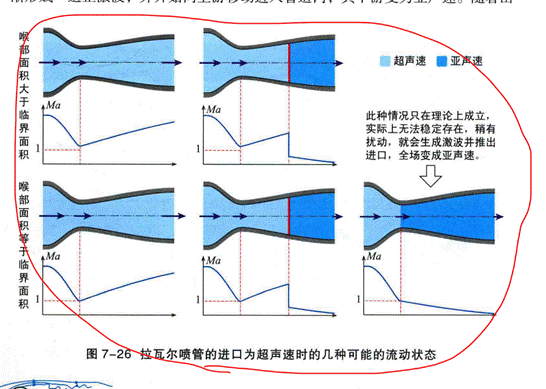 喉部面积大于临界面积
Ma
1
Ma
超声速 亚声速
此种情况只在理论上成立,
实际上无法稳定存在,稍有
扰动,就会生成激波并推出
进口,全场变成亚声速。
喉部面积等于临界面积
Ma
1
Ma
1
Ma
1
图 7-26 拉瓦尔喷管的进口为超声速时的几种可能的流动状态